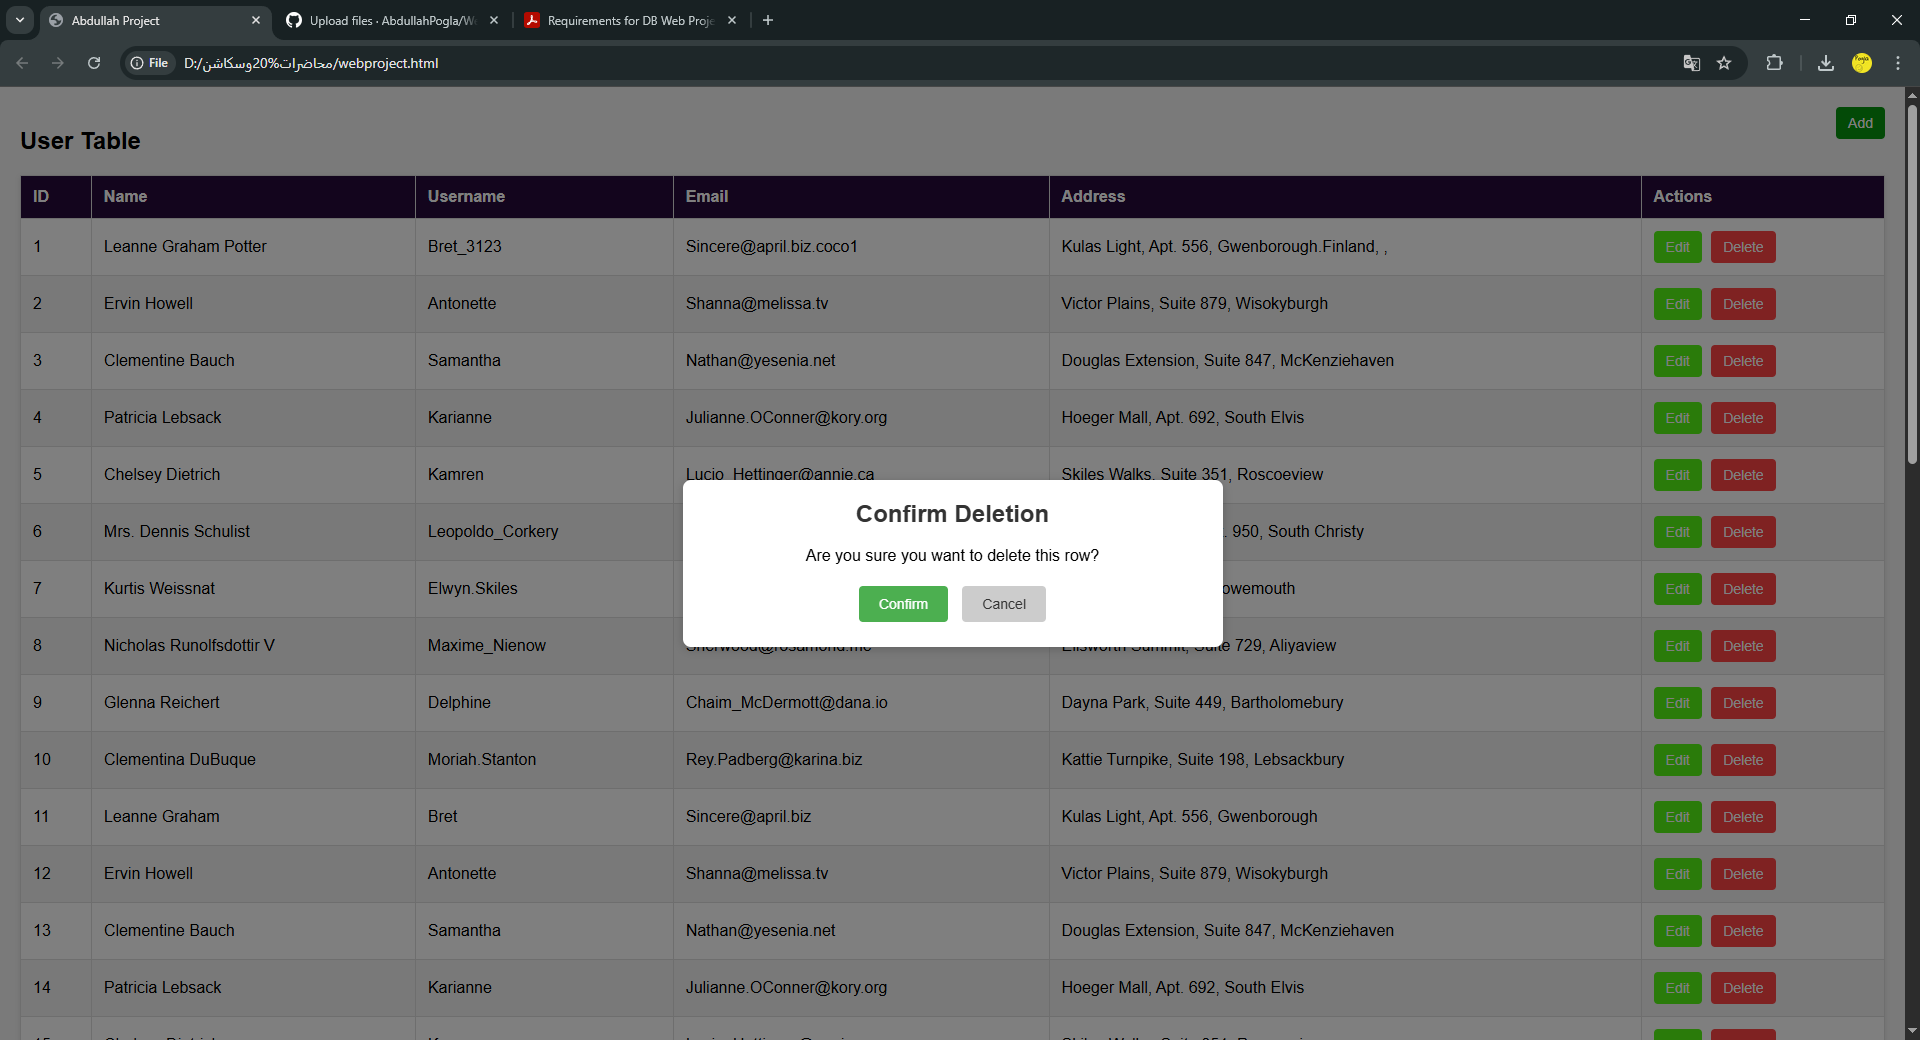 Abdullah Project
Upload files · AbdullahPogla/We
Requirements for DB Web Proje
File D:/محاضرات%20وسكاشن/webproject.html
Add
User Table
ID Name Username Email Address Actions
1 Leanne Graham Potter Bret_3123 Sincere@april.biz.coco1 Kulas Light, Apt. 556, Gwenborough.Finland, , Edit Delete
2 Ervin Howell Antonette Shanna@melissa.tv Victor Plains, Suite 879, Wisokyburgh Edit Delete
3 Clementine Bauch Samantha Nathan@yesenia.net Douglas Extension, Suite 847, McKenziehaven Edit Delete
4 Patricia Lebsack Karianne Julianne.OConner@kory.org Hoeger Mall, Apt. 692, South Elvis Edit Delete
5 Chelsey Dietrich Kamren Lucio_Hettinger@annie.ca Skiles Walks, Suite 351, Roscoeview Edit Delete
6 Mrs. Dennis Schulist Leopoldo_Corkery . 950, South Christy Edit Delete
7 Kurtis Weissnat Elwyn.Skiles owemouth Edit Delete
8 Nicholas Runolfsdottir V Maxime_Nienow Sherwood@rosamond.me Ellsworth Summit, Suite 729, Aliyaview Edit Delete
9 Glenna Reichert Delphine Chaim_McDermott@dana.io Dayna Park, Suite 449, Bartholomebury Edit Delete
10 Clementina DuBuque Moriah.Stanton Rey.Padberg@karina.biz Kattie Turnpike, Suite 198, Lebsackbury Edit Delete
11 Leanne Graham Bret Sincere@april.biz Kulas Light, Apt. 556, Gwenborough Edit Delete
12 Ervin Howell Antonette Shanna@melissa.tv Victor Plains, Suite 879, Wisokyburgh Edit Delete
13 Clementine Bauch Samantha Nathan@yesenia.net Douglas Extension, Suite 847, McKenziehaven Edit Delete
14 Patricia Lebsack Karianne Julianne.OConner@kory.org Hoeger Mall, Apt. 692, South Elvis Edit Delete
Confirm Deletion
Are you sure you want to delete this row?
Confirm Cancel